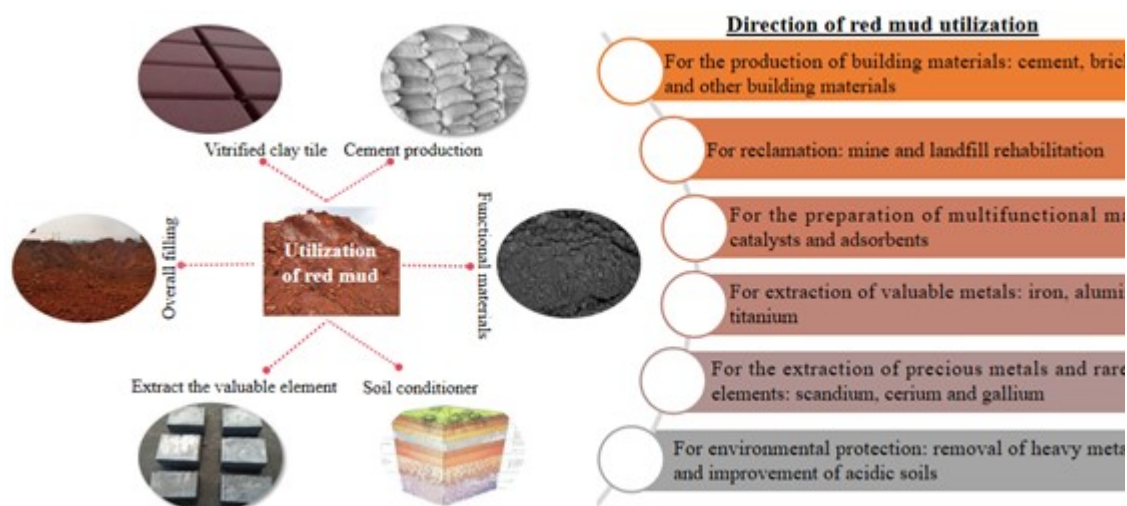 Vitrified clay tile
Cement production
Overall filling
Utilization
of red mud
Functional
materials
Extract the valuable element
Soil conditioner
Direction of red mud utilization
For the production of building materials: cement, brick
and other building materials
For reclamation: mine and landfill rehabilitation
For the preparation of multifunctional ma
catalysts and adsorbents
For extraction of valuable metals: iron, alumin
titanium
For the extraction of precious metals and rare
elements: scandium, cerium and gallium
For environmental protection: removal of heavy meta
and improvement of acidic soils